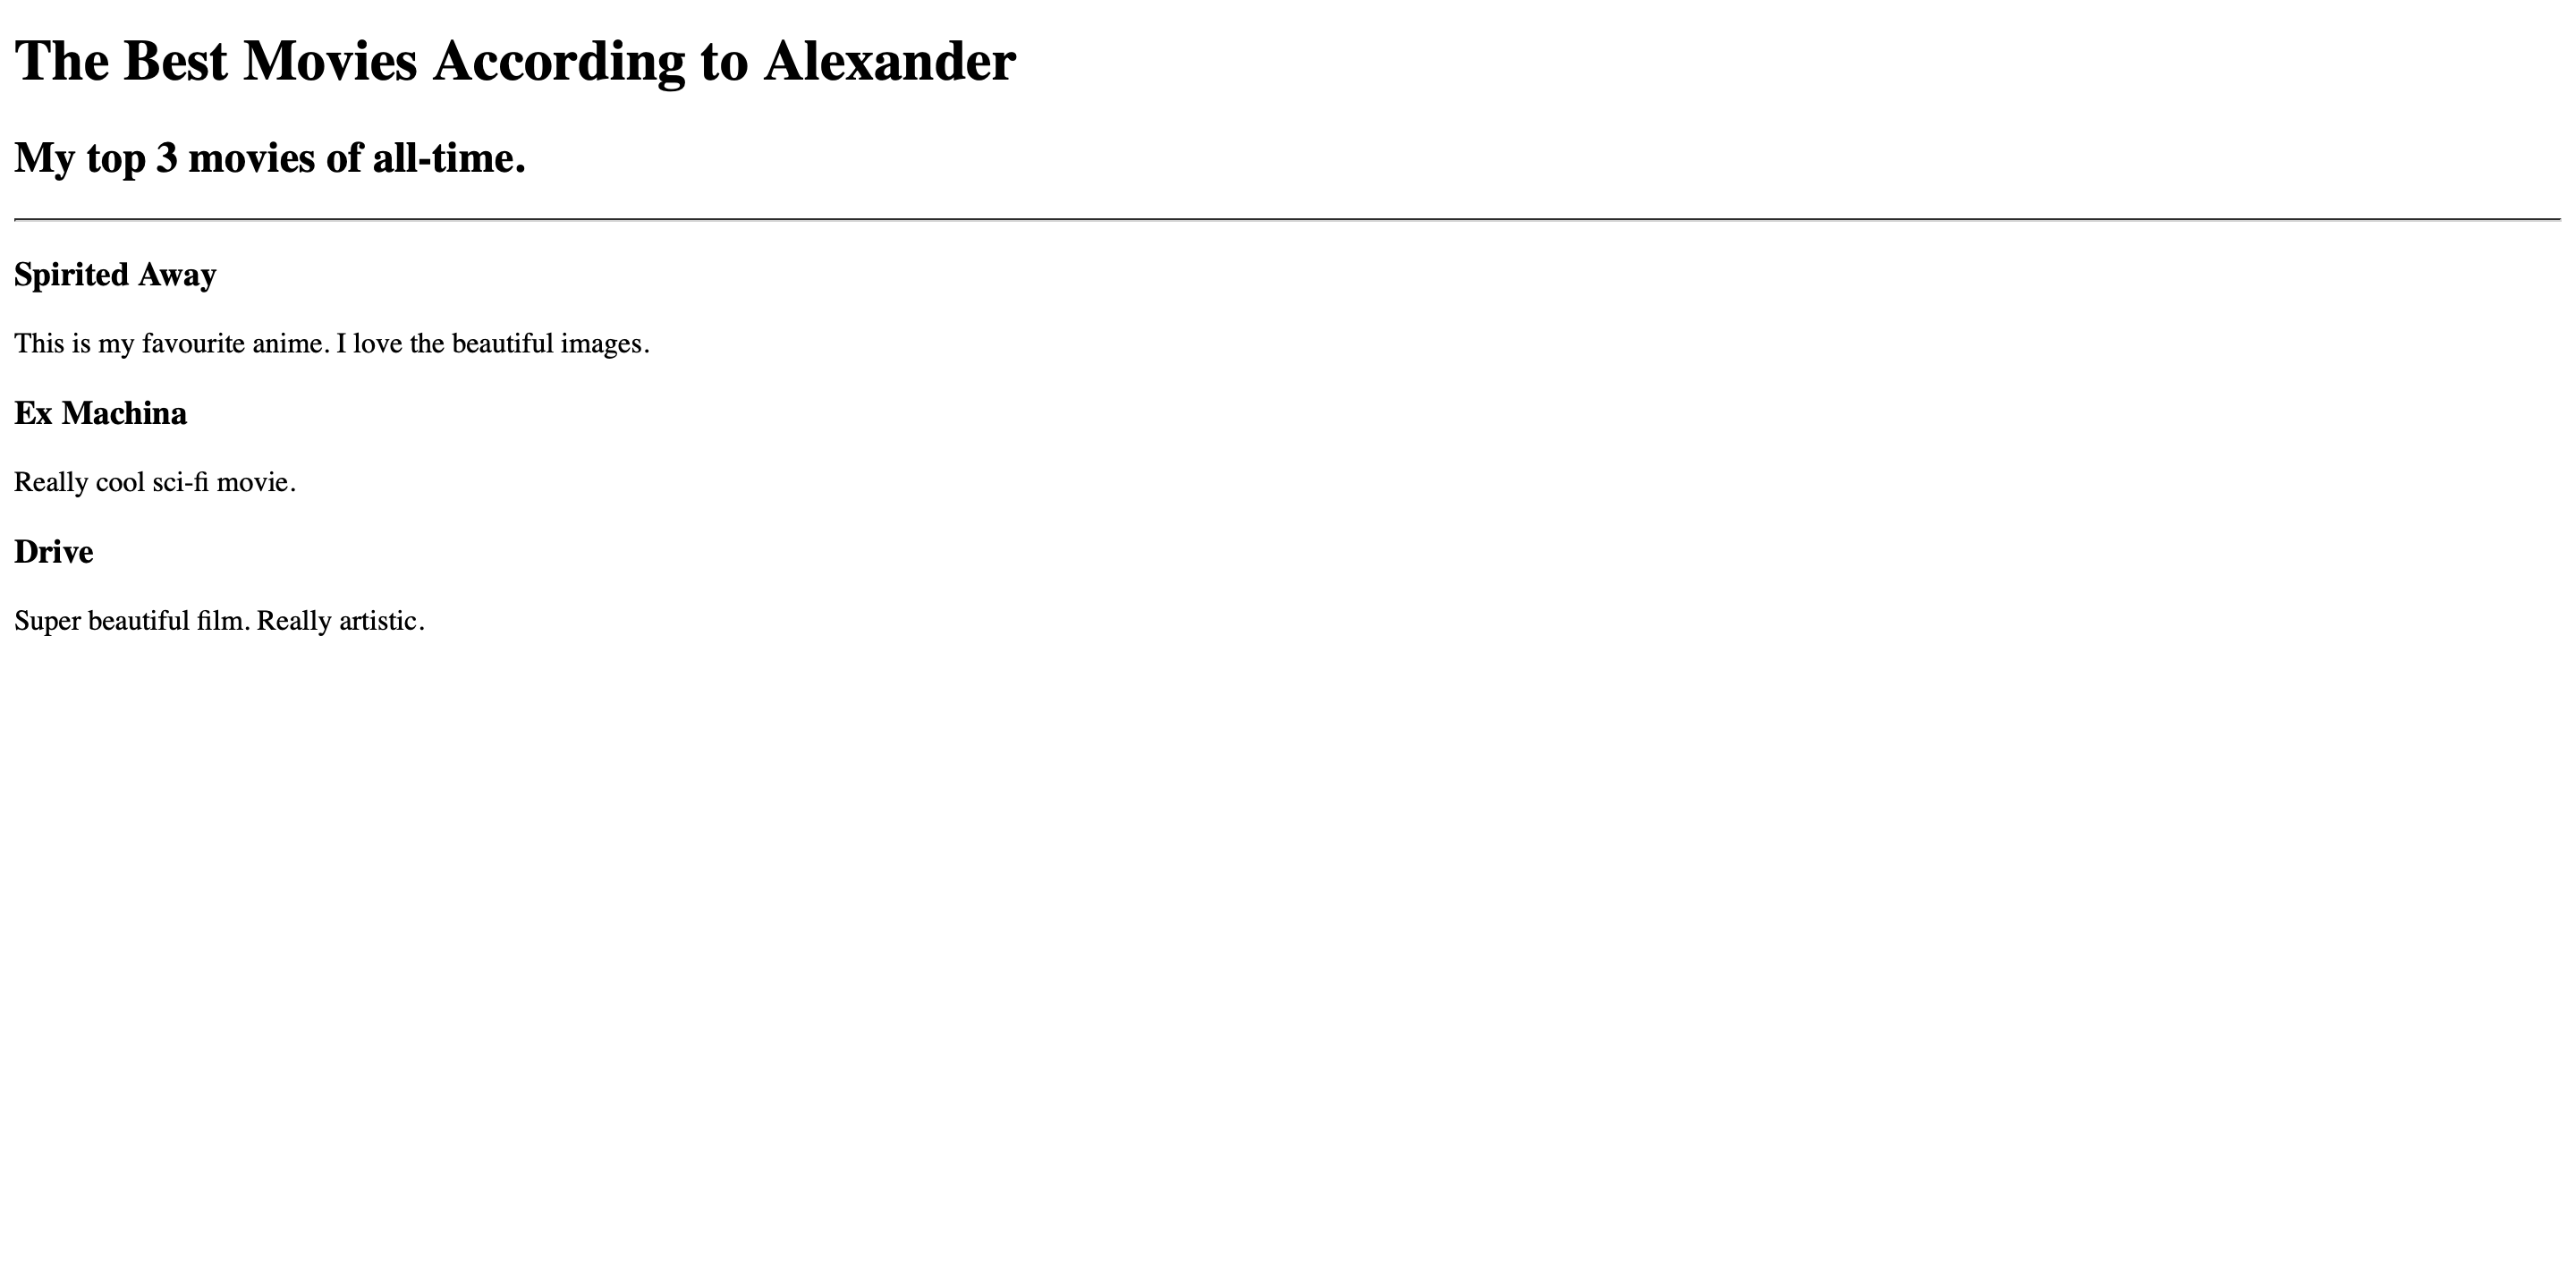 The Best Movies According to Alexander
My top 3 movies of all-time.
Spirited Away
This is my favourite anime. I love the beautiful images.
Ex Machina
Really cool sci-fi movie.
Drive
Super beautiful film. Really artistic.